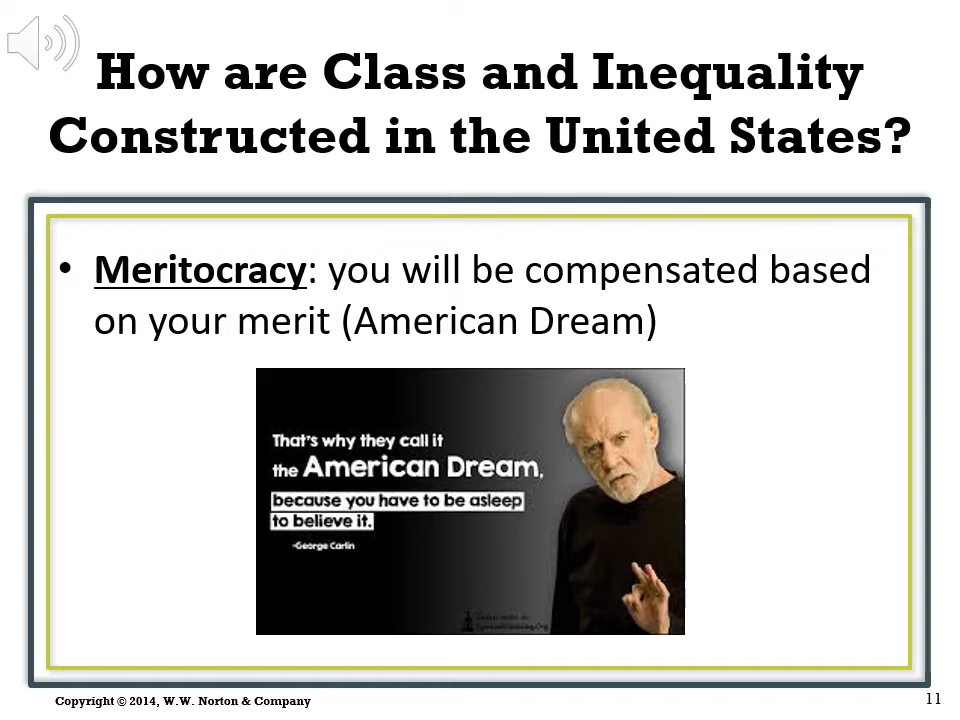 How are Class and Inequality
Constructed in the United States?
• Meritocracy: you will be compensated based
on your merit (American Dream)
That's why they call it
the American Dream,
because you have to be asleep
to believe it.
-George Carlin
Copyright © 2014, W.W. Norton & Company
11